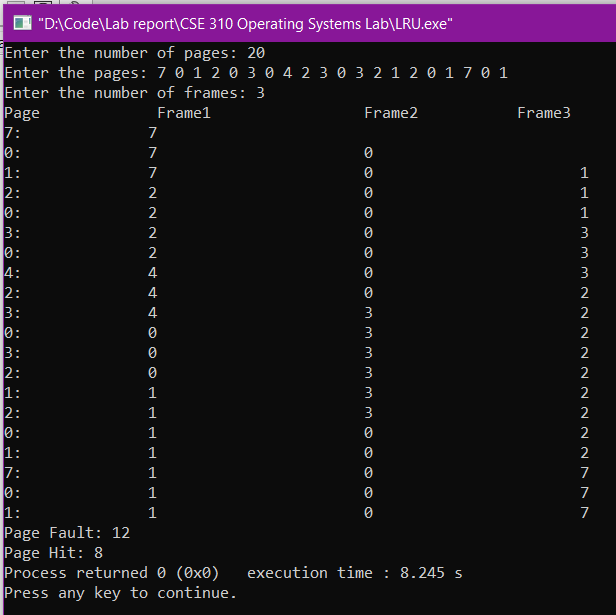 "D:\Code\Lab report\CSE 310 Operating Systems Lab\LRU.exe"
Enter the number of pages: 20
Enter the pages: 7 0 1 2 0 3 0 4 2 3 0 3 2 1 2 0 1 7 0 1
Enter the number of frames: 3
Page Frame1 Frame2 Frame3
7: 7
0: 7 0
1: 7 0 1
2: 2 0 1
0: 2 0 1
3: 2 0 3
0: 2 0 3
4: 4 0 3
2: 4 0 2
3: 4 3 2
0: 0 3 2
3: 0 3 2
2: 0 3 2
1: 1 3 2
2: 1 3 2
0: 1 0 2
1: 1 0 2
7: 1 0 7
0: 1 0 7
1: 1 0 7
Page Fault: 12
Page Hit: 8
Process returned 0 (0x0) execution time : 8.245 s
Press any key to continue.